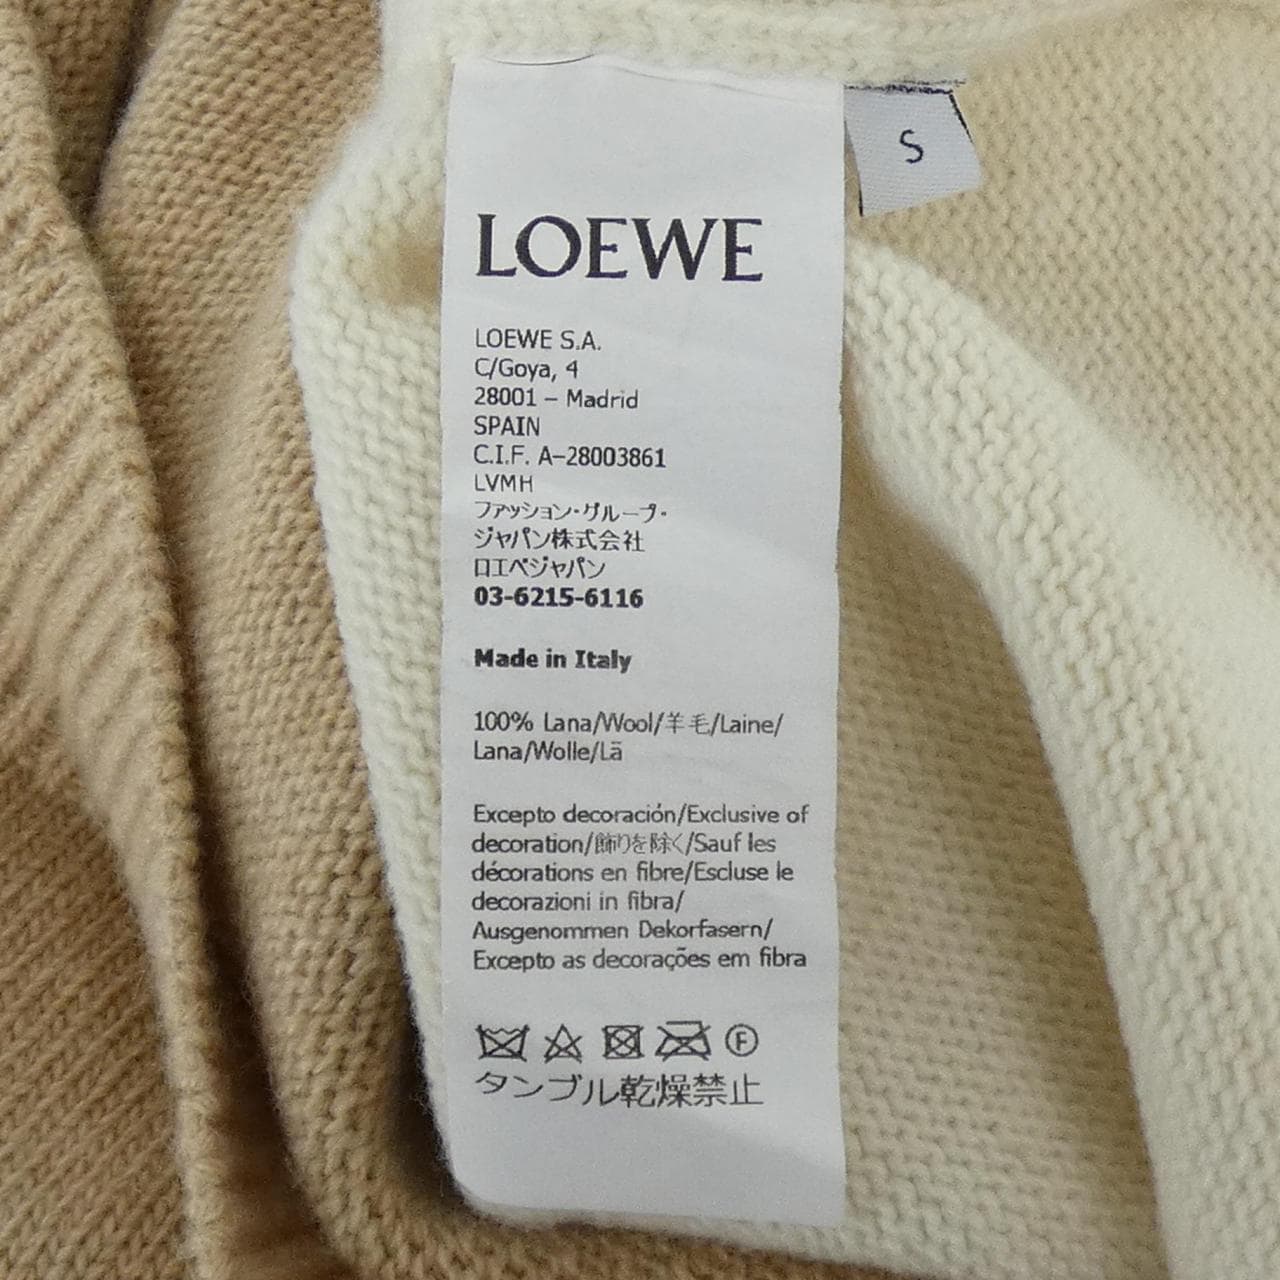 S
LOEWE
LOEWE S.A.
C/Goya, 4
28001 – Madrid
SPAIN
C.I.F. A–28003861
LVMH
ファッション・グループ・
ジャパン株式会社
ロエベジャパン
03-6215-6116
Made in Italy
100% Lana/Wool/羊毛/Laine/
Lana/Wolle/Lã
Excepto decoración/Exclusive of
decoration/飾りを除く/Sauf les
décorations en fibre/Escluse le
decorazioni in fibra/
Ausgenommen Dekorfasern/
Excepto as decorações em fibra
F
タンブル乾燥禁止